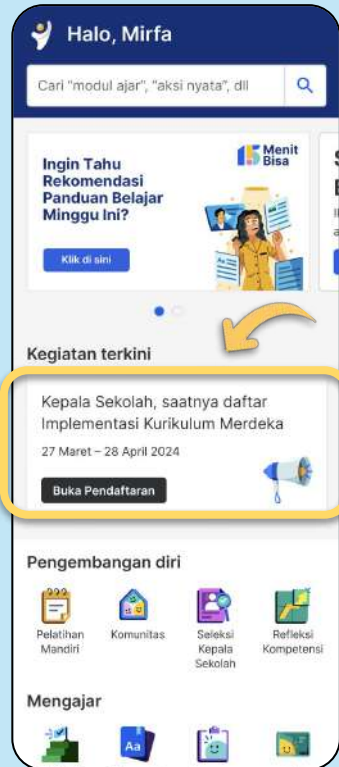 Halo, Mirfa
Cari "modul ajar", "aksi nyata", dll
Ingin Tahu
Rekomendasi
Panduan Belajar
Minggu Ini?
15 Menit
Bisa
Klik di sini
Kegiatan terkini
Kepala Sekolah, saatnya daftar
Implementasi Kurikulum Merdeka
27 Maret – 28 April 2024
Buka Pendaftaran
Pengembangan diri
Pelatihan
Mandiri
Komunitas
Seleksi
Kepala
Sekolah
Refleksi
Kompetensi
Mengajar
Aa